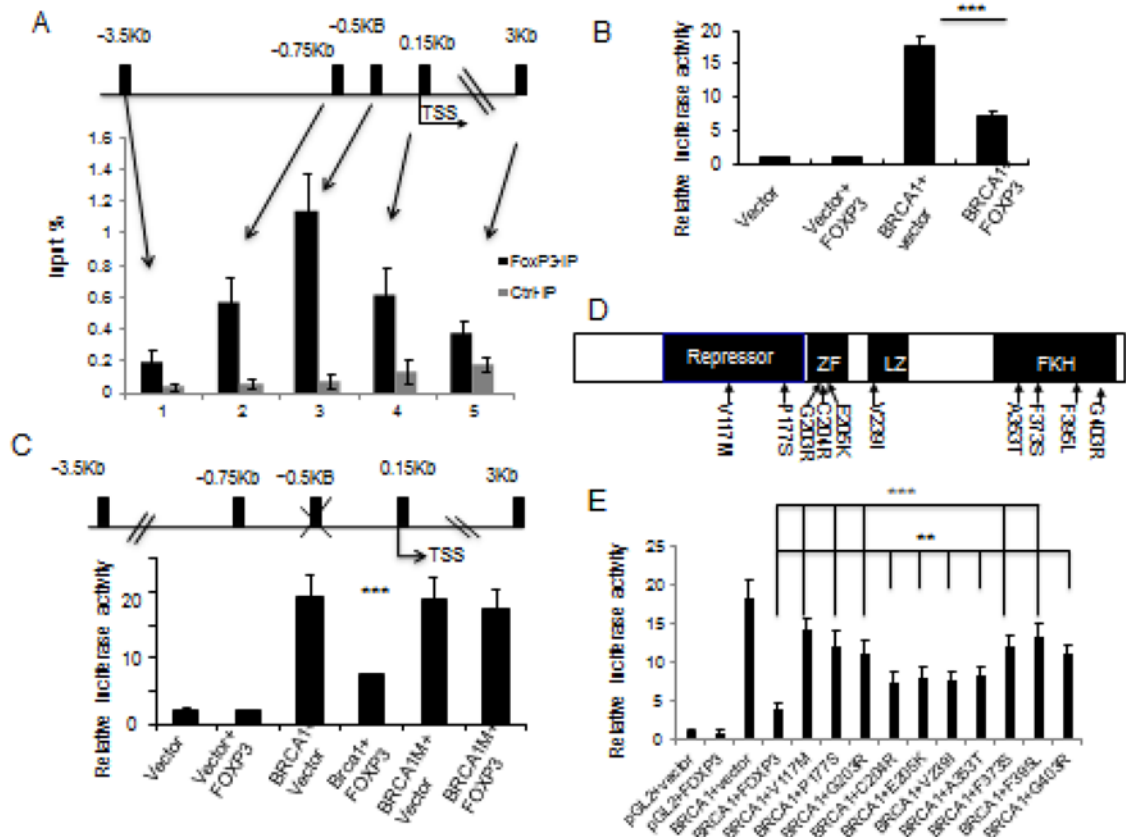 A
-3.5Kb
-0.75Kb
-0.5KB
0.15Kb
3Kb
TSS
1.6
1.4
1.2
1
0.8
0.6
0.4
0.2
0
Input %
1 2 3 4 5
FoxP3-IP
Ctrl-IP
B
***
20
15
10
5
0
Relative luciferase activity
Vector
Vector+
FOXP3
BRCA1+
vector
BRCA1+
FOXP3
C
-3.5Kb
-0.75Kb
-0.5KB
0.15Kb
3Kb
TSS
20
10
0
Relative luciferase activity
***
Vector
Vector+
FOXP3
BRCA1+
Vector
Brca1+
FOXP3
BRCA1M+
Vector
BRCA1M+
FOXP3
D
Repressor
ZF
LZ
FKH
V117M
P177S
G203R
C204R
E205K
V239I
A353T
F373S
F395L
G403R
E
***
**
25
20
15
10
5
0
Relative luciferase activity
pGL2+vector
pGL2+FOXP3
BRCA1+vector
BRCA1+FOXP3
BRCA1+V117M
BRCA1+P177S
BRCA1+G203R
BRCA1+C204R
BRCA1+E205K
BRCA1+V239I
BRCA1+A353T
BRCA1+F373S
BRCA1+F395L
BRCA1+G403R